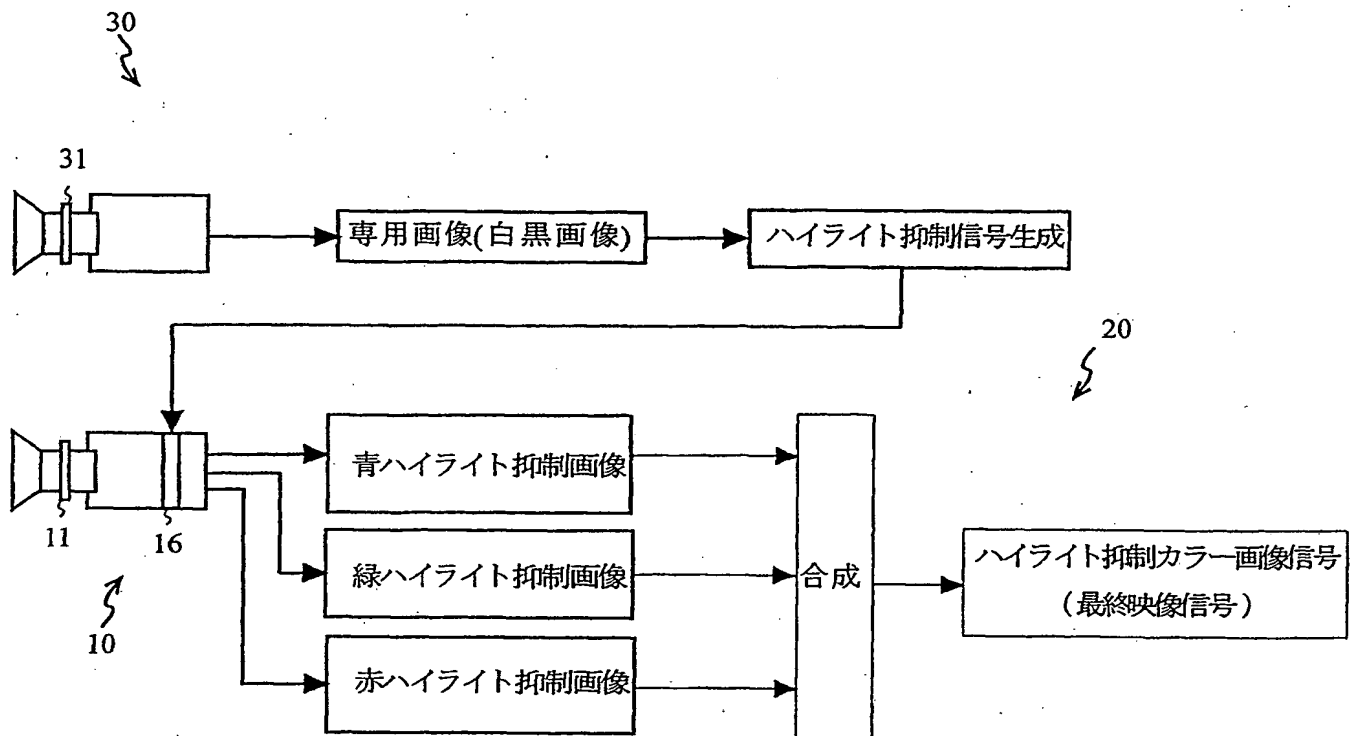 30
31
専用画像(白黒画像)
ハイライト抑制信号生成
20
青ハイライト抑制画像
11
16
緑ハイライト抑制画像
合成
ハイライト抑制カラー画像信号
(最終映像信号)
10
赤ハイライト抑制画像